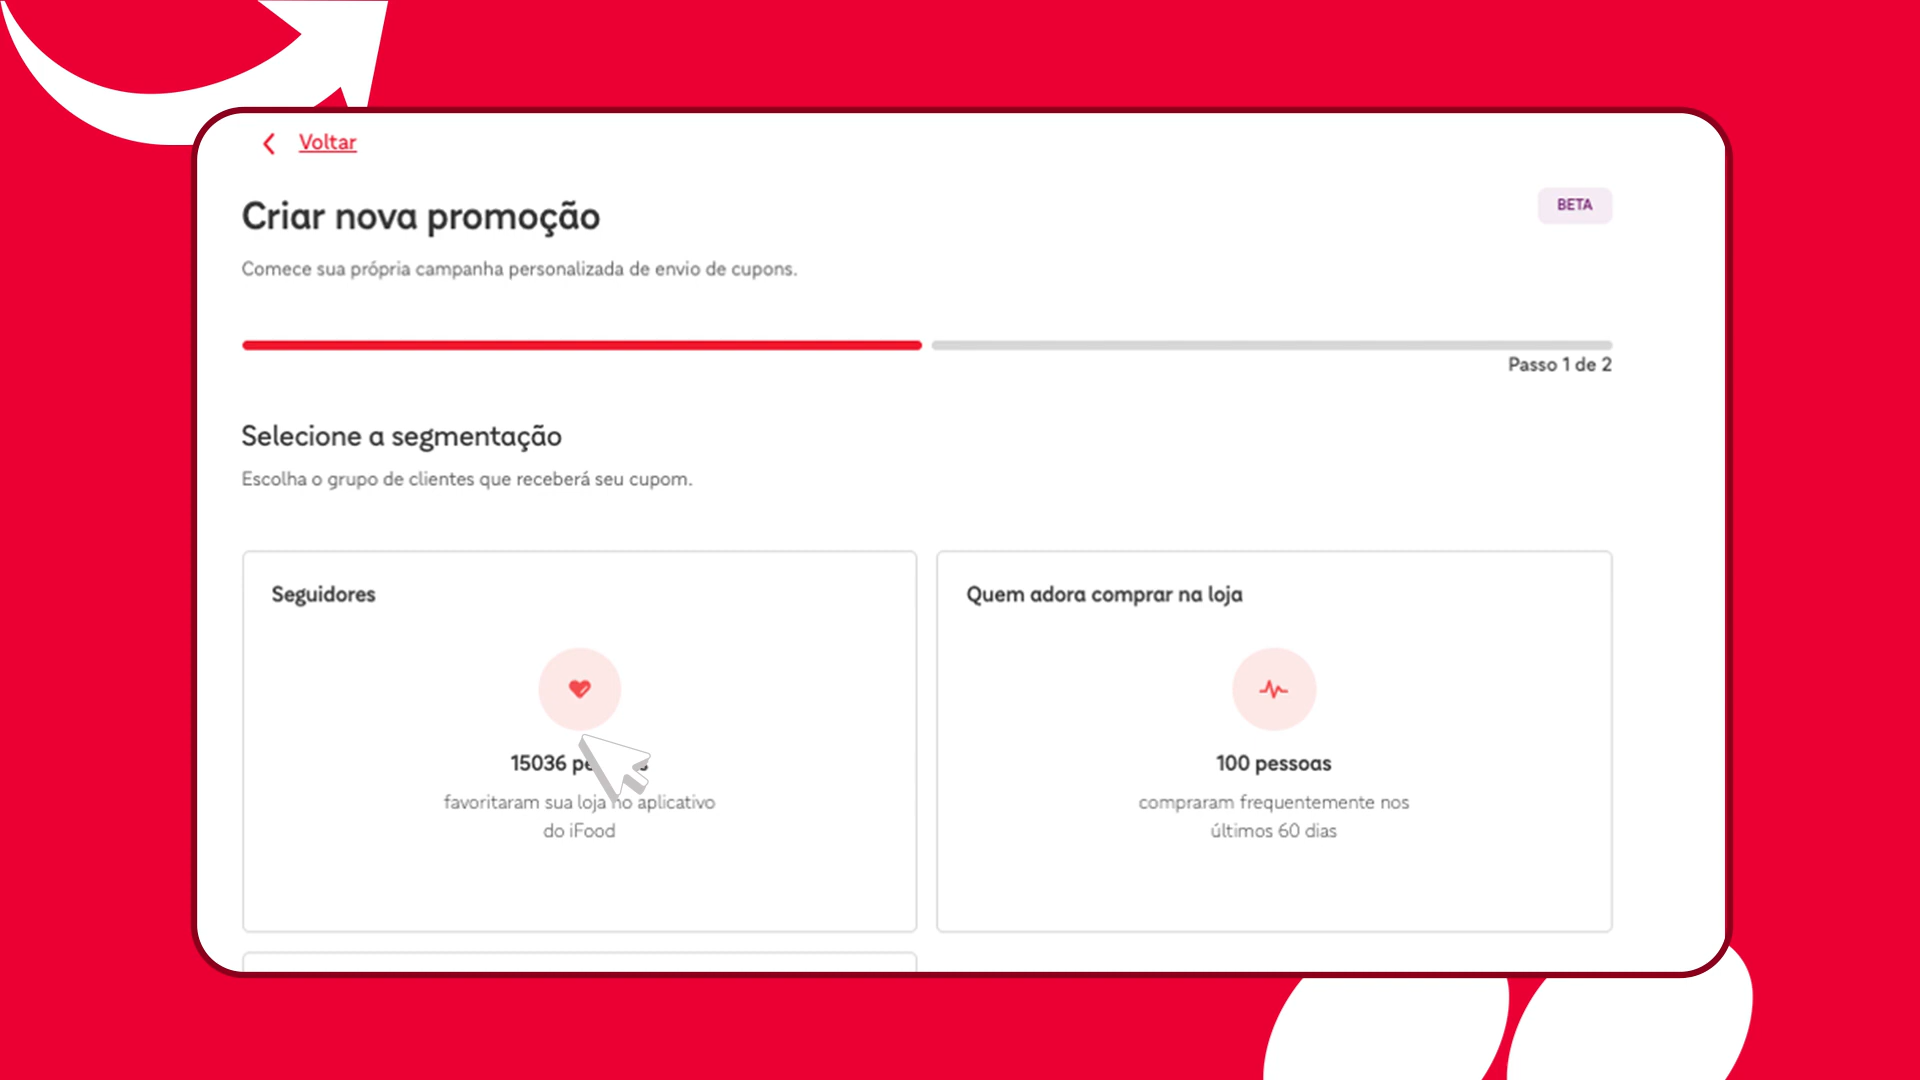 Voltar
Criar nova promoção
BETA
Comece sua própria campanha personalizada de envio de cupons.
Passo 1 de 2
Selecione a segmentação
Escolha o grupo de clientes que receberá seu cupom.
Seguidores
15036
favoritaram sua loja no aplicativo
do iFood
Quem adora comprar na loja
100 pessoas
compraram frequentemente nos
últimos 60 dias